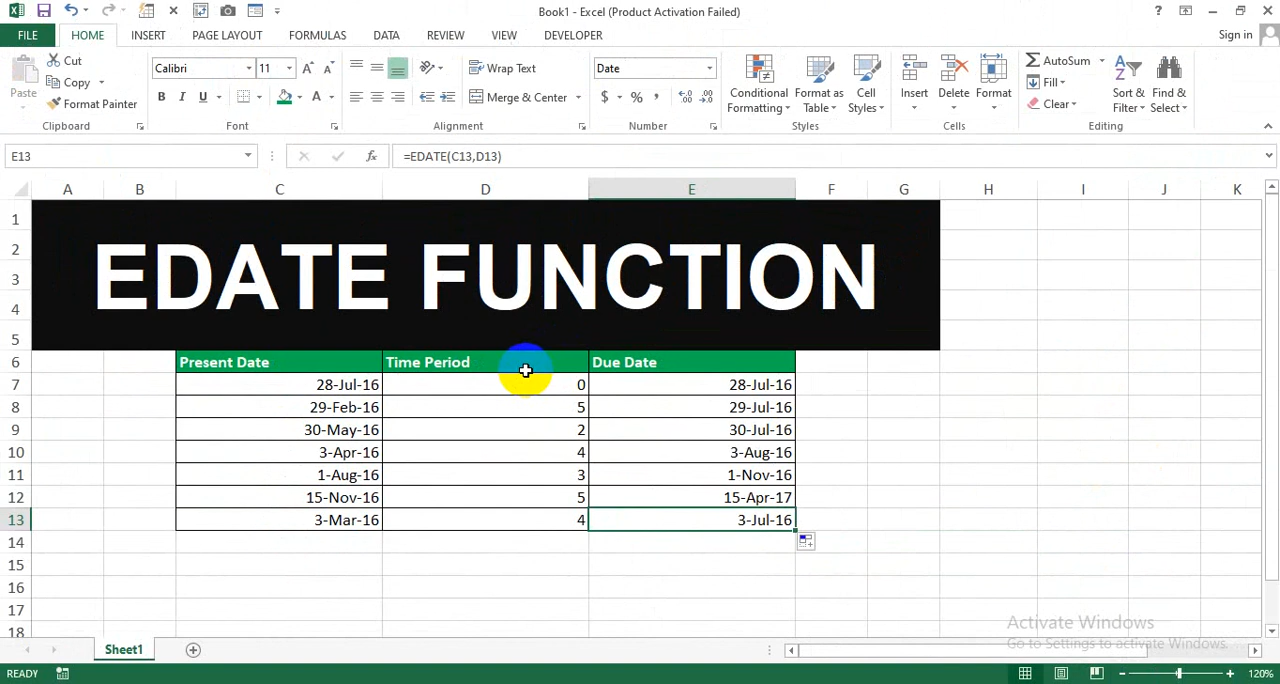 Book1 - Excel (Product Activation Failed)
?
FILE HOME INSERT PAGE LAYOUT FORMULAS DATA REVIEW VIEW DEVELOPER Sign in
Cut
Copy
Format Painter
Paste
Clipboard
Calibri 11
B I U A
Font
Wrap Text
Merge & Center
Alignment
Date
$ % ,
Number
Conditional Formatting
Format as Table
Cell Styles
Styles
Insert Delete Format
Cells
AutoSum
Fill
Clear
Sort & Filter
Find & Select
Editing
E13 fx =EDATE(C13,D13)
A B C D E F G H I J K
1
2
3
4
5
EDATE FUNCTION
6 Present Date Time Period Due Date
7 28-Jul-16 0 28-Jul-16
8 29-Feb-16 5 29-Jul-16
9 30-May-16 2 30-Jul-16
10 3-Apr-16 4 3-Aug-16
11 1-Aug-16 3 1-Nov-16
12 15-Nov-16 5 15-Apr-17
13 3-Mar-16 4 3-Jul-16
14
15
16
17
18
Activate Windows
Go to Settings to activate Windows.
Sheet1
READY 120%